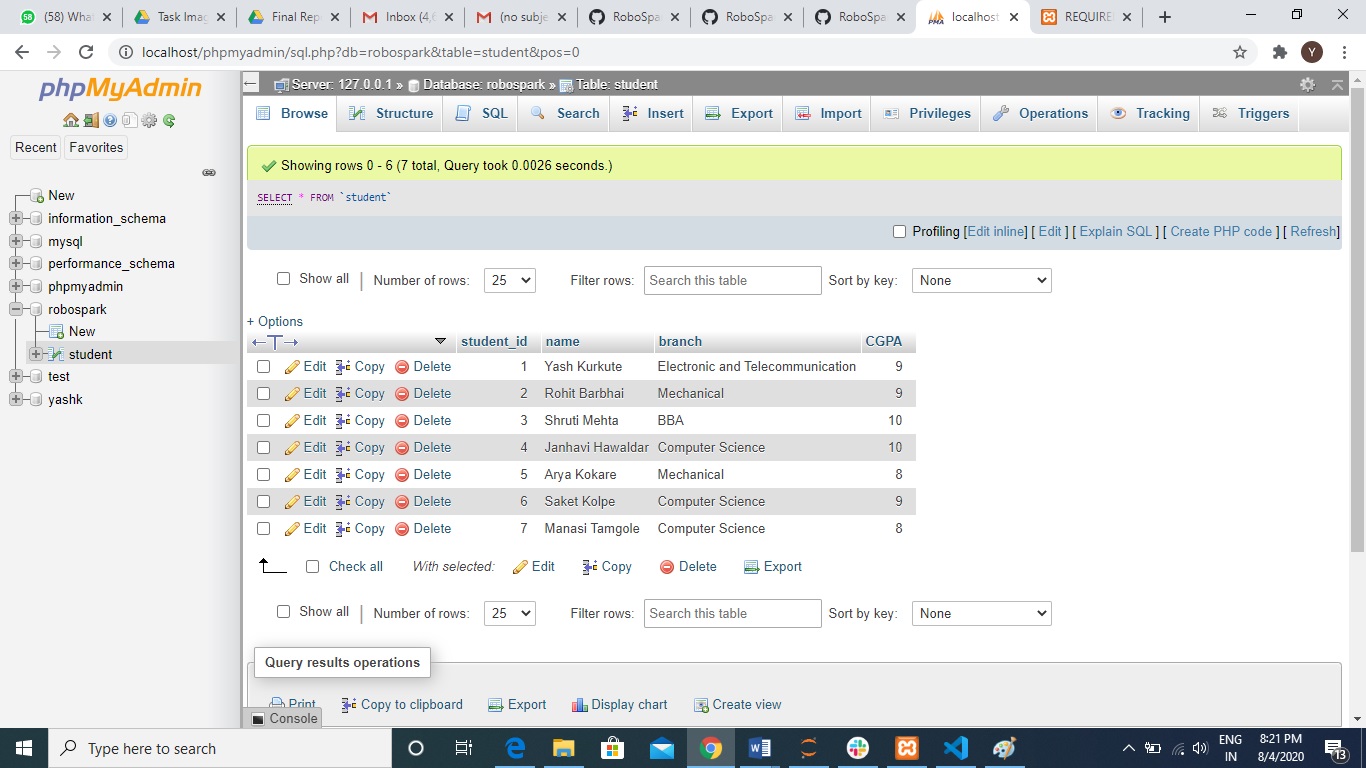 (58) What
Task Imag
Final Rep
Inbox (4,6
(no subje
RoboSpa
RoboSpa
RoboSpa
localhost
REQUIRE
localhost/phpmyadmin/sql.php?db=robospark&table=student&pos=0
Y
phpMyAdmin
Recent Favorites
New
information_schema
mysql
performance_schema
phpmyadmin
robospark
New
student
test
yashk
Server: 127.0.0.1 » Database: robospark » Table: student
Browse Structure SQL Search Insert Export Import Privileges Operations Tracking Triggers
Showing rows 0 - 6 (7 total, Query took 0.0026 seconds.)
SELECT * FROM `student`
Profiling [Edit inline] [ Edit ] [ Explain SQL ] [ Create PHP code ] [ Refresh]
Show all | Number of rows: 25 Filter rows: Search this table Sort by key: None
+ Options
student_id name branch CGPA
Edit Copy Delete 1 Yash Kurkute Electronic and Telecommunication 9
Edit Copy Delete 2 Rohit Barbhai Mechanical 9
Edit Copy Delete 3 Shruti Mehta BBA 10
Edit Copy Delete 4 Janhavi Hawaldar Computer Science 10
Edit Copy Delete 5 Arya Kokare Mechanical 8
Edit Copy Delete 6 Saket Kolpe Computer Science 9
Edit Copy Delete 7 Manasi Tamgole Computer Science 8
Check all With selected: Edit Copy Delete Export
Show all | Number of rows: 25 Filter rows: Search this table Sort by key: None
Query results operations
Print Copy to clipboard Export Display chart Create view
Console
Type here to search
ENG
IN
8:21 PM
8/4/2020
13